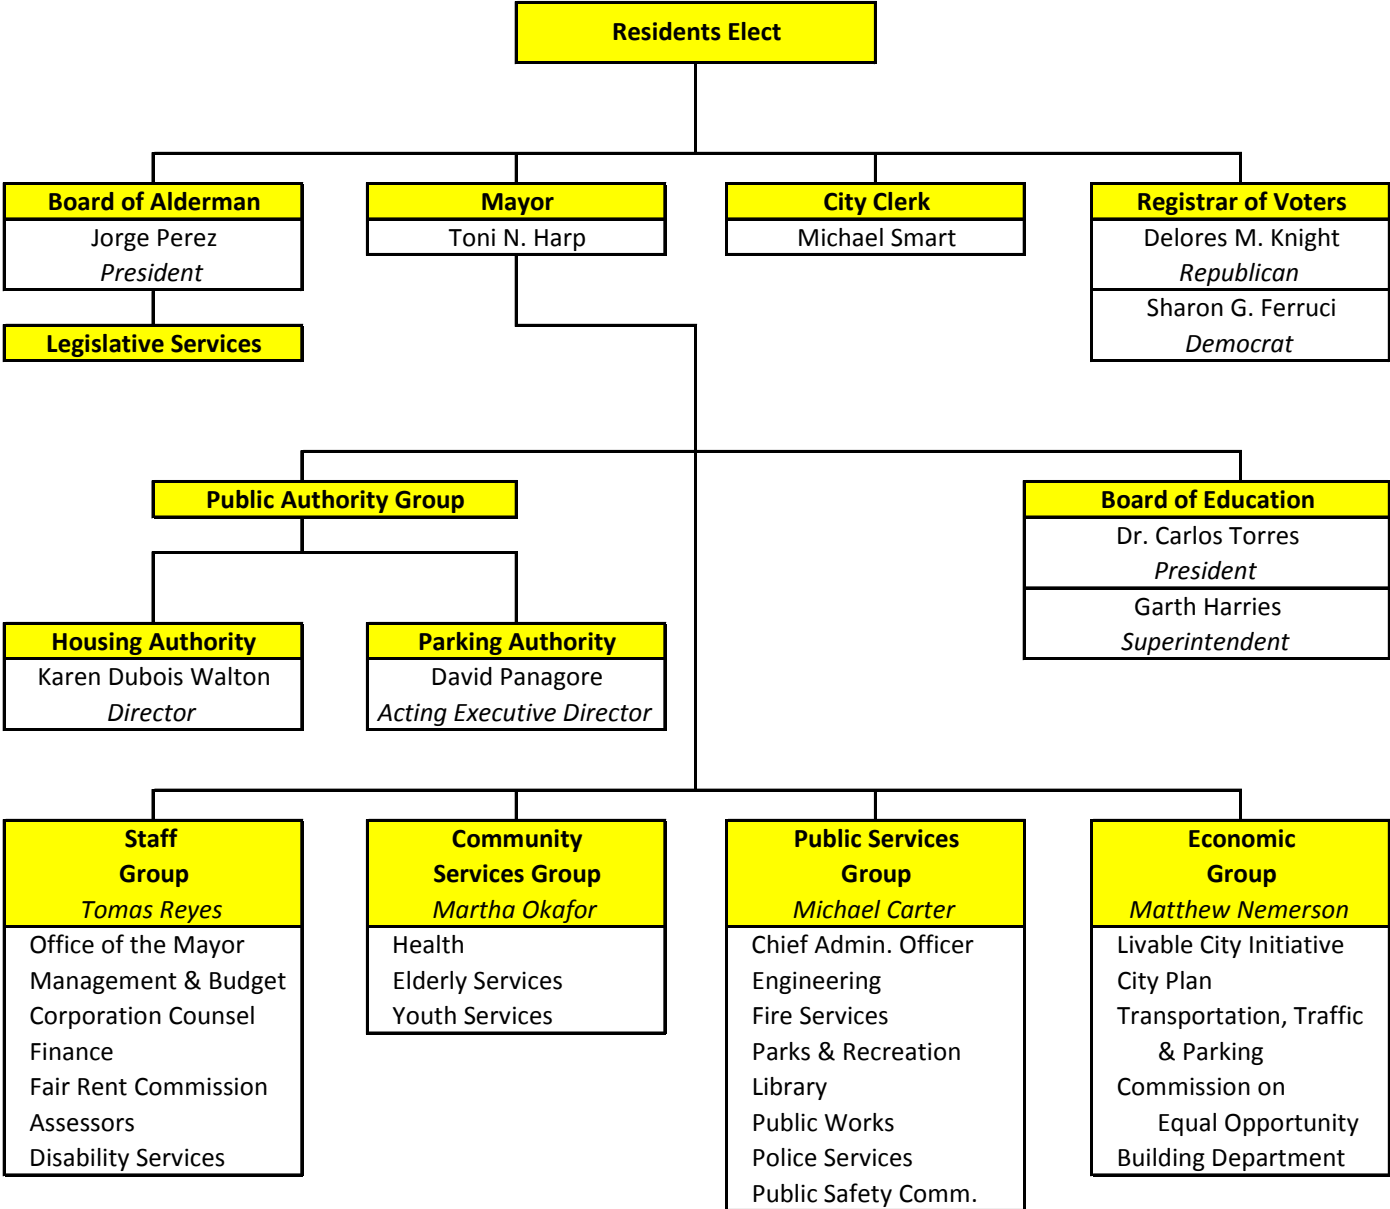 Residents Elect
Board of Alderman
Jorge Perez
President
Legislative Services
Mayor
Toni N. Harp
City Clerk
Michael Smart
Registrar of Voters
Delores M. Knight
Republican
Sharon G. Ferruci
Democrat
Public Authority Group
Board of Education
Dr. Carlos Torres
President
Garth Harries
Superintendent
Housing Authority
Karen Dubois Walton
Director
Parking Authority
David Panagore
Acting Executive Director
Staff
Group
Tomas Reyes
Office of the Mayor
Management & Budget
Corporation Counsel
Finance
Fair Rent Commission
Assessors
Disability Services
Community
Services Group
Martha Okafor
Health
Elderly Services
Youth Services
Public Services
Group
Michael Carter
Chief Admin. Officer
Engineering
Fire Services
Parks & Recreation
Library
Public Works
Police Services
Public Safety Comm.
Economic
Group
Matthew Nemerson
Livable City Initiative
City Plan
Transportation, Traffic
& Parking
Commission on
Equal Opportunity
Building Department